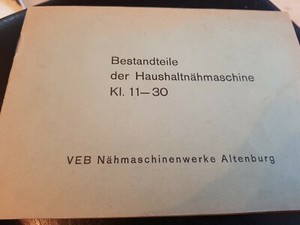 Bestandteile
der Haushaltnähmaschine
Kl. 11—30
VEB Nähmaschinenwerke Altenburg